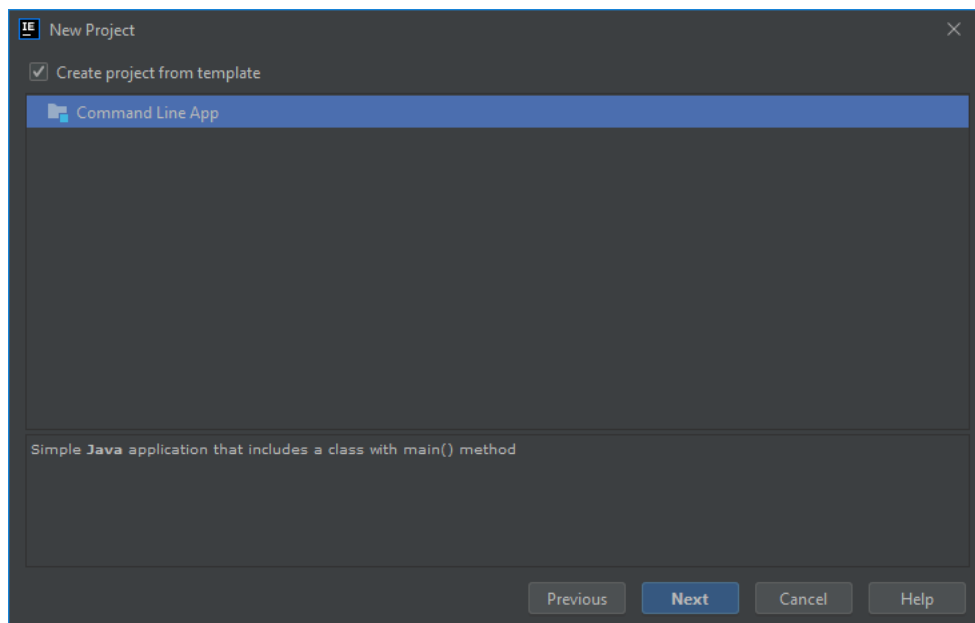 IE New Project
Create project from template
Command Line App
Simple Java application that includes a class with main() method
Previous Next Cancel Help